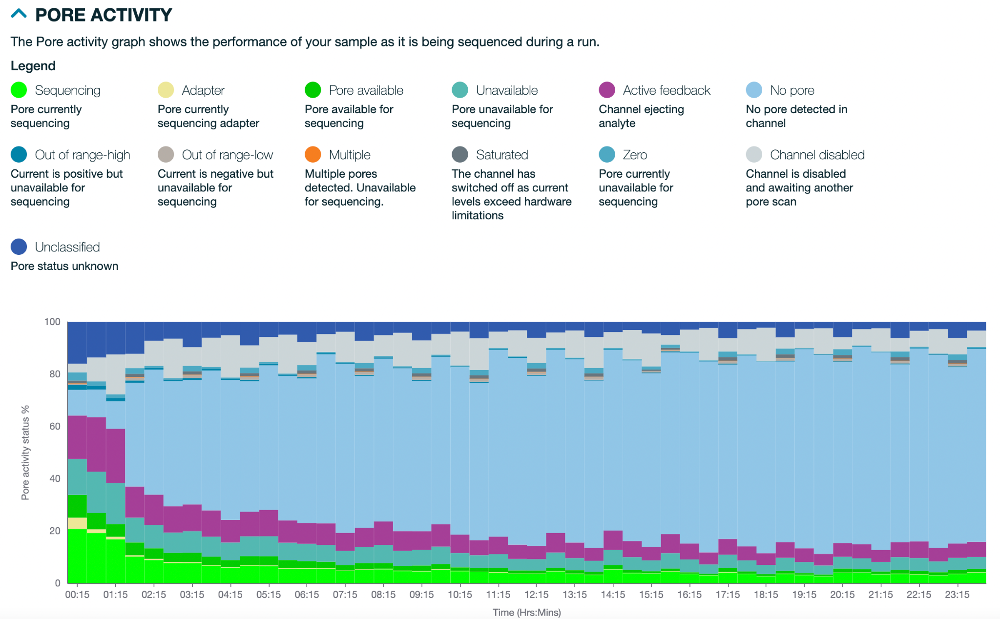 PORE ACTIVITY
The Pore activity graph shows the performance of your sample as it is being sequenced during a run.
Legend
Sequencing
Pore currently
sequencing
Adapter
Pore currently
sequencing adapter
Pore available
Pore available for
sequencing
Unavailable
Pore unavailable for
sequencing
Active feedback
Channel ejecting
analyte
No pore
No pore detected in
channel
Out of range-high
Current is positive but
unavailable for
sequencing
Out of range-low
Current is negative but
unavailable for
sequencing
Multiple
Multiple pores
detected. Unavailable
for sequencing.
Saturated
The channel has
switched off as current
levels exceed hardware
limitations
Zero
Pore currently
unavailable for
sequencing
Channel disabled
Channel is disabled
and awaiting another
pore scan
Unclassified
Pore status unknown
Pore activity status %
100
80
60
40
20
0
00:15 01:15 02:15 03:15 04:15 05:15 06:15 07:15 08:15 09:15 10:15 11:15 12:15 13:15 14:15 15:15 16:15 17:15 18:15 19:15 20:15 21:15 22:15 23:15
Time (Hrs:Mins)